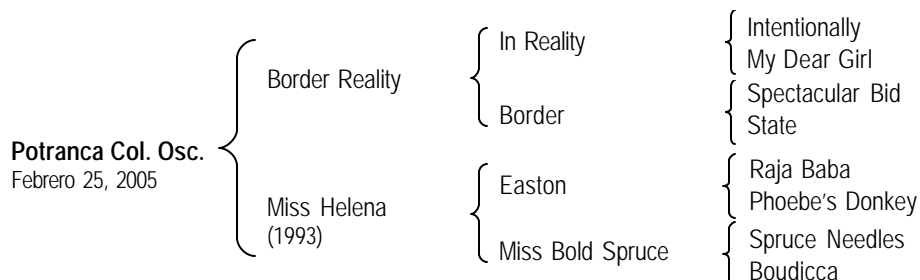 Potranca Col. Osc.
Febrero 25, 2005
Border Reality
Miss Helena
(1993)
In Reality
Border
Easton
Miss Bold Spruce
Intentionally
My Dear Girl
Spectacular Bid
State
Raja Baba
Phoebe's Donkey
Spruce Needles
Boudicca